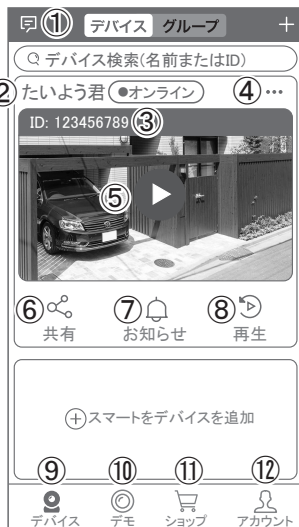 ① デバイス グループ +
デバイス検索(名前またはID)
② たいよう君 ●オンライン ④ •••
ID: 123456789 ③
⑤
⑥ ⑦ ⑧
共有 お知らせ 再生
+スマートをデバイスを追加
⑨ ⑩ ⑪ ⑫
デバイス デモ ショップ アカウント